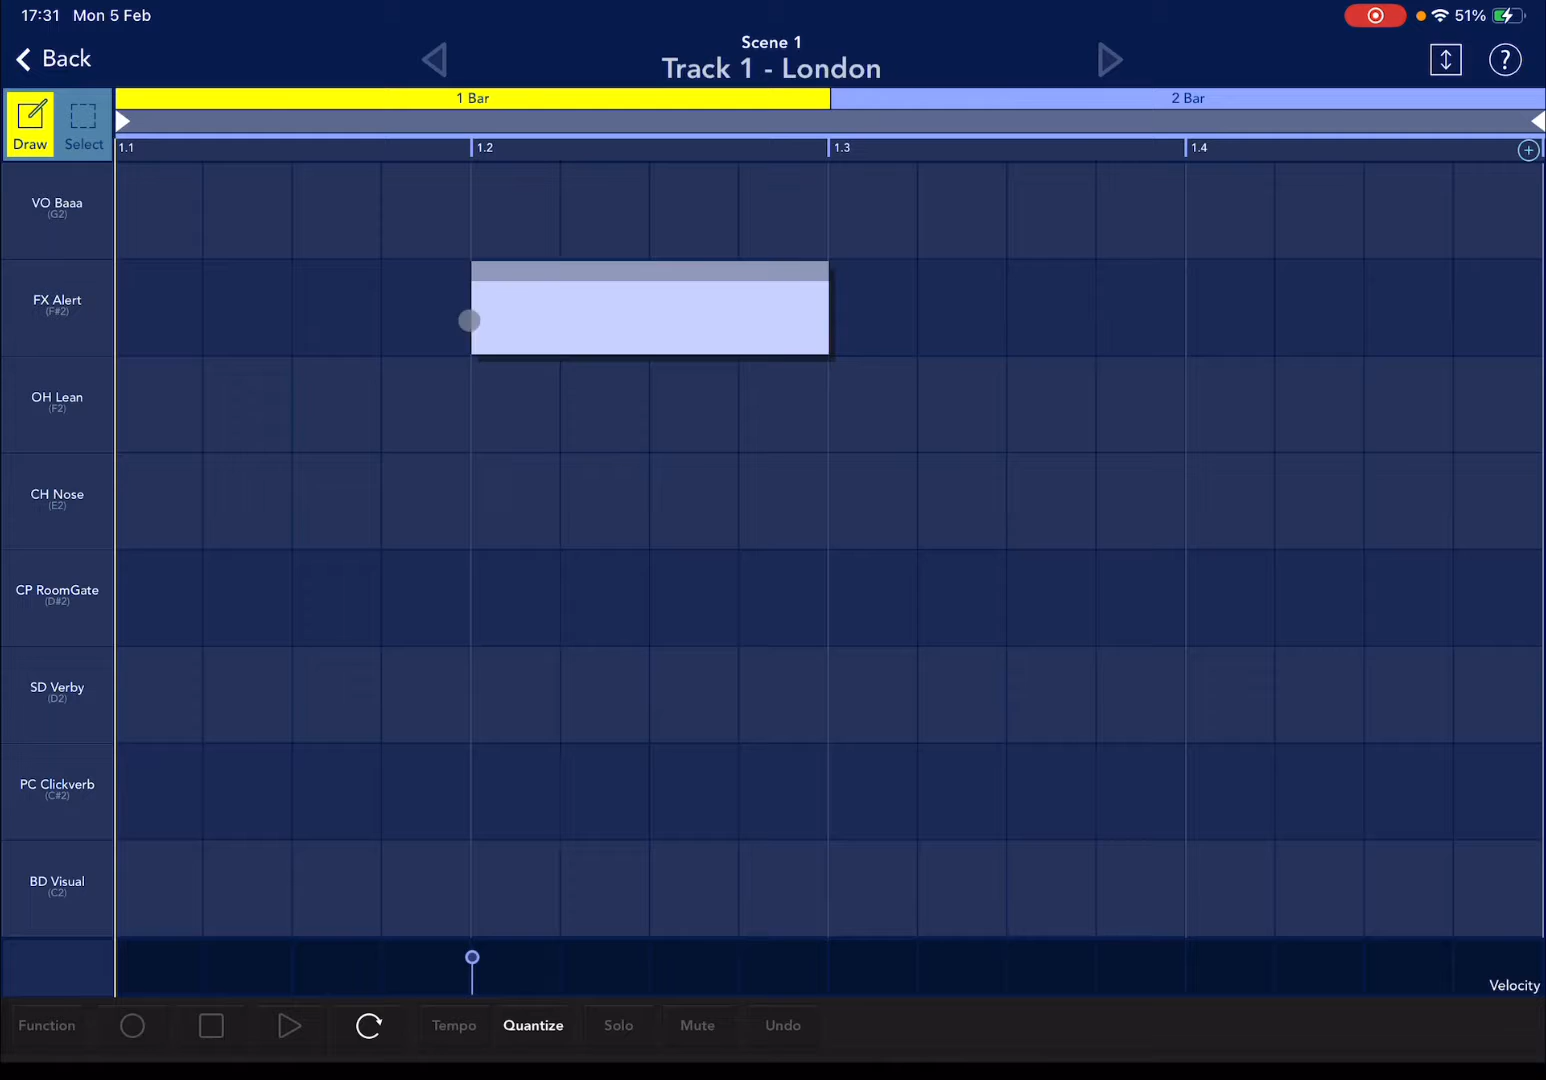 17:31 Mon 5 Feb
51%
Back
Scene 1
Track 1 - London
?
Draw
Select
1 Bar
2 Bar
1.1
1.2
1.3
1.4
VO Baaa
(G2)
FX Alert
(F#2)
OH Lean
(F2)
CH Nose
(E2)
CP RoomGate
(D#2)
SD Verby
(D2)
PC Clickverb
(C#2)
BD Visual
(C2)
Velocity
Function
Tempo
Quantize
Solo
Mute
Undo